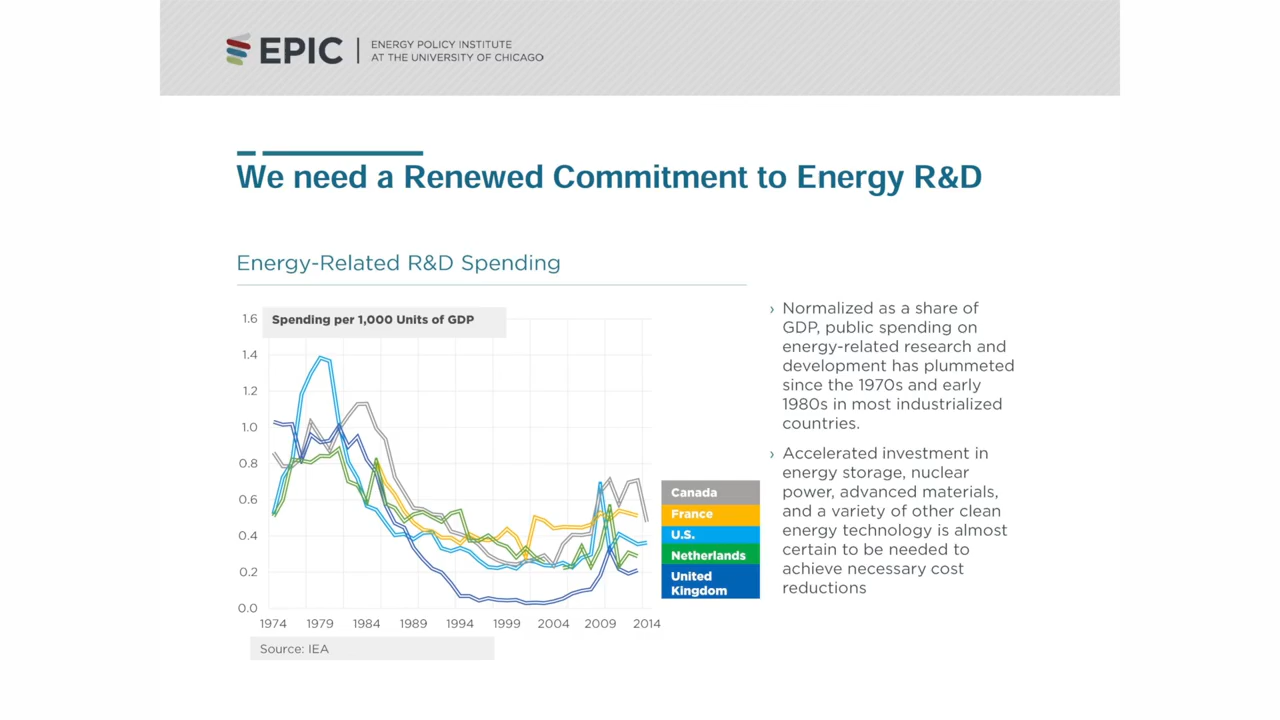 EPIC
ENERGY POLICY INSTITUTE
AT THE UNIVERSITY OF CHICAGO
We need a Renewed Commitment to Energy R&D
Energy-Related R&D Spending
Spending per 1,000 Units of GDP
1.6
1.4
1.2
1.0
0.8
0.6
0.4
0.2
0.0
1974 1979 1984 1989 1994 1999 2004 2009 2014
Canada
France
U.S.
Netherlands
United
Kingdom
Source: IEA
› Normalized as a share of
GDP, public spending on
energy-related research and
development has plummeted
since the 1970s and early
1980s in most industrialized
countries.
› Accelerated investment in
energy storage, nuclear
power, advanced materials,
and a variety of other clean
energy technology is almost
certain to be needed to
achieve necessary cost
reductions